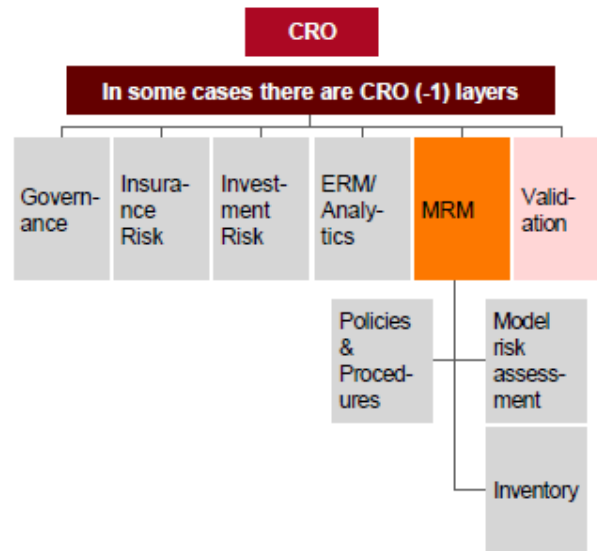 CRO
In some cases there are CRO (-1) layers
Govern-
ance
Insura-
nce
Risk
Invest-
ment
Risk
ERM/
Analy-
tics
MRM
Valid-
ation
Policies
&
Proced-
ures
Model
risk
assess-
ment
Inventory